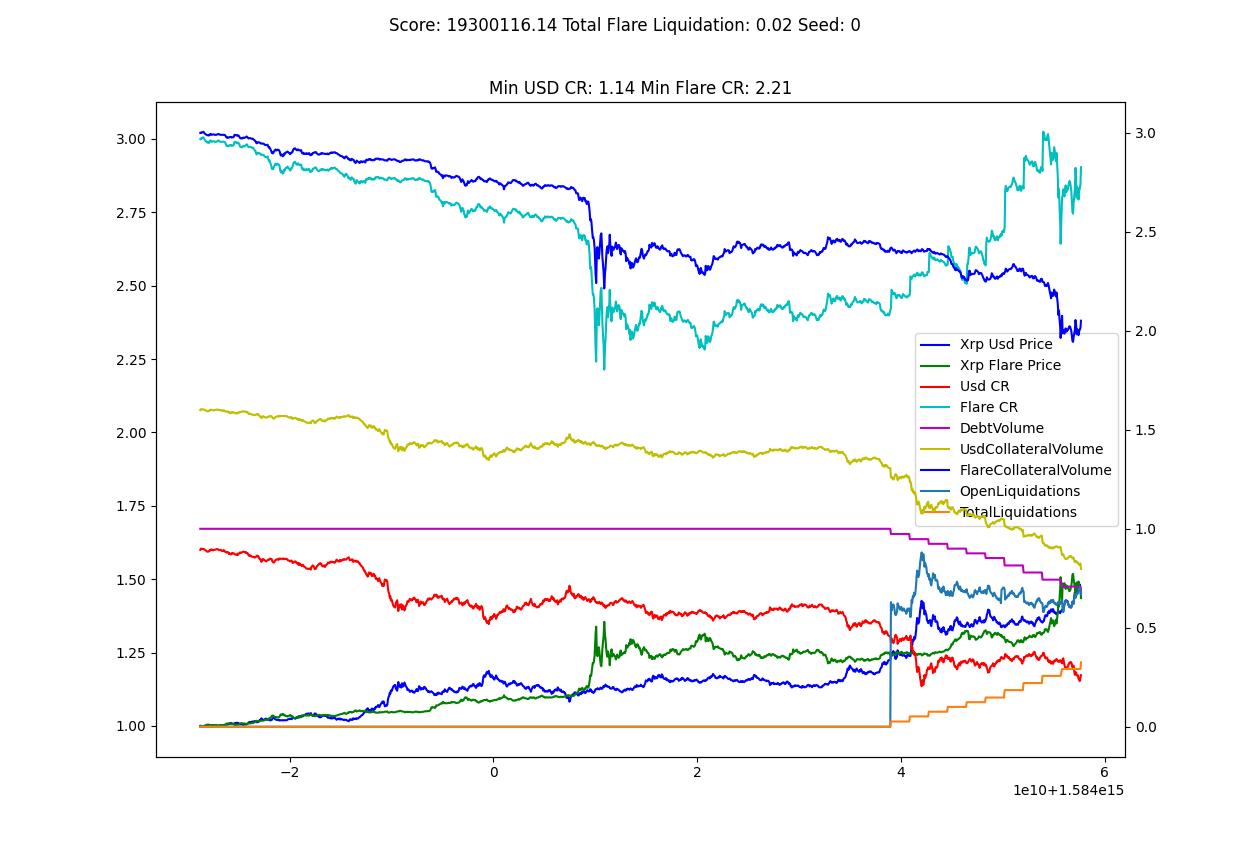 Score: 19300116.14 Total Flare Liquidation: 0.02 Seed: 0
Min USD CR: 1.14 Min Flare CR: 2.21
3.00
2.75
2.50
2.25
2.00
1.75
1.50
1.25
1.00
3.0
2.5
2.0
1.5
1.0
0.5
0.0
Xrp Usd Price
Xrp Flare Price
Usd CR
Flare CR
DebtVolume
UsdCollateralVolume
FlareCollateralVolume
OpenLiquidations
TotalLiquidations
−2
0
2
4
6
1e10+1.584e15